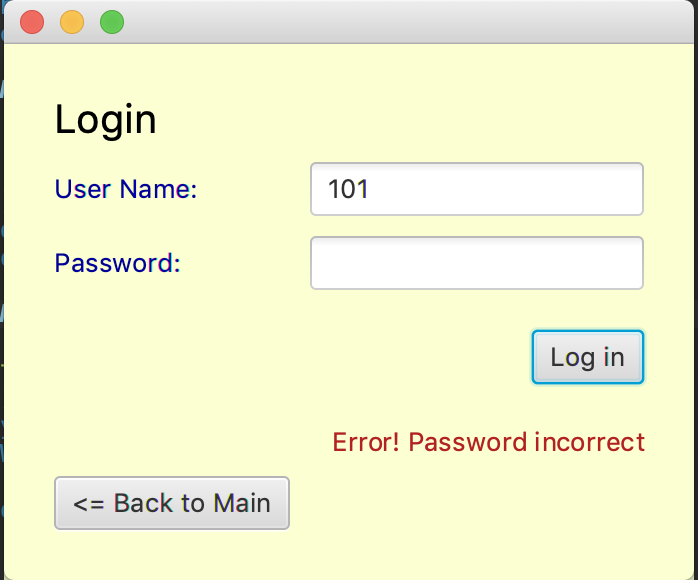 Login
User Name: 101
Password:
Log in
Error! Password incorrect
<= Back to Main